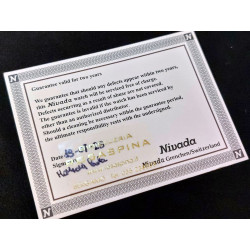 Guarantee valid for two years
We guarantee that should any defects appear within two years,
this Nivada watch will be serviced free of charge.
Defects occurring as a result of abuse are not covered.
The guarantee is invalid if the watch has been serviced by
other than an authorized distributor.
Should a cleaning be necessary within the guarantee period,
the ultimate responsibility rests with the undersigned.
Date
Sign
Nivada
Nivada Grenchen/Switzerland